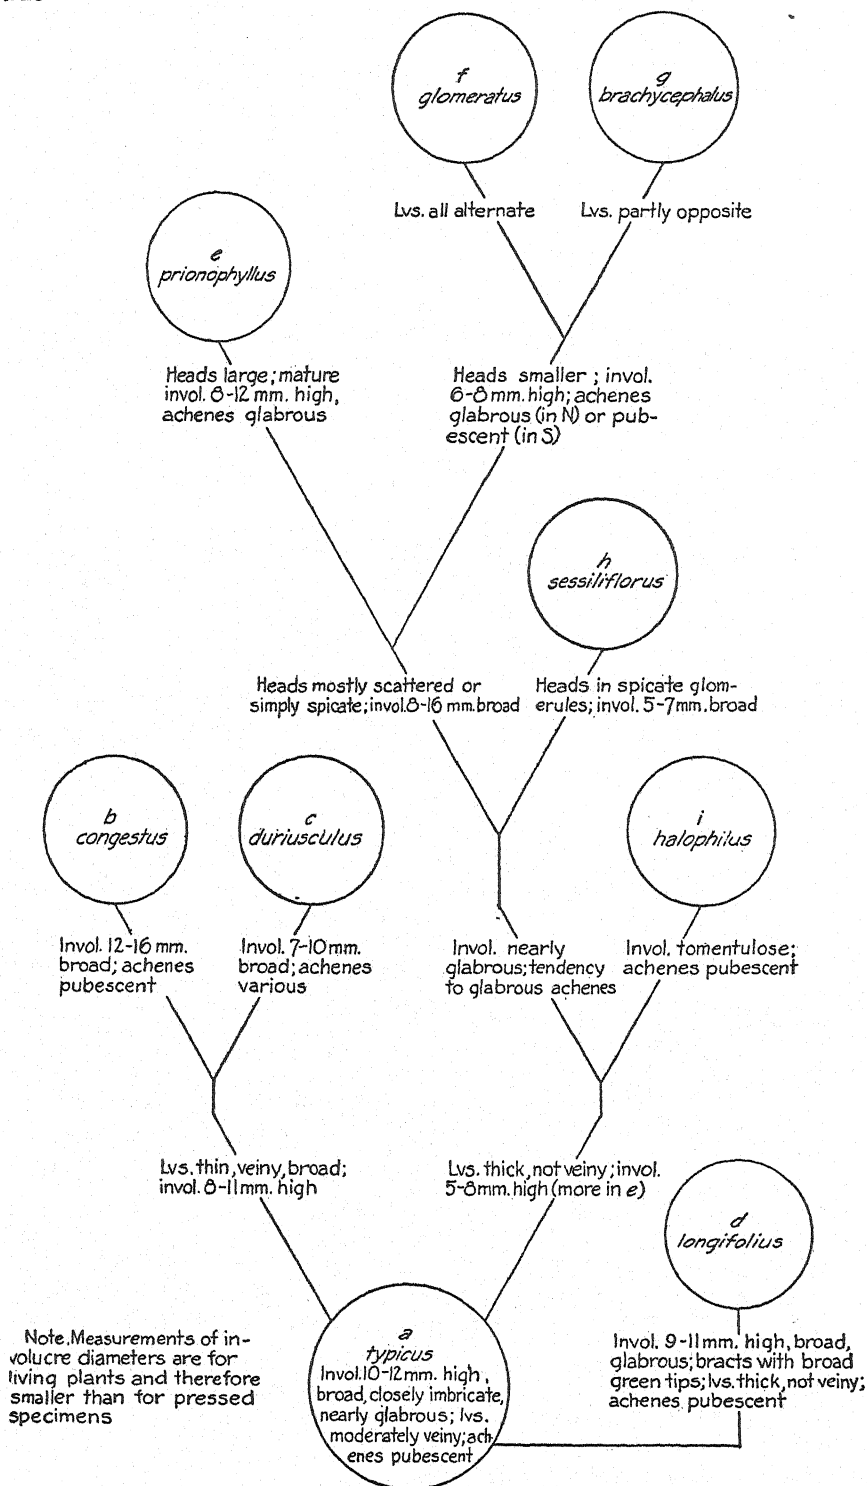 f
glomeratus
g
brachycephalus
Lvs. all alternate
Lvs. partly opposite
e
prionophyllus
Heads large; mature
invol. 8-12 mm. high,
achenes glabrous
Heads smaller; invol.
6-8 mm. high; achenes
glabrous (in N) or pub-
escent (in S)
h
sessiliflorus
Heads mostly scattered or
simply spicate; invol. 8-16 mm. broad
Heads in spicate glom-
erules; invol. 5-7 mm. broad
b
congestus
c
duriusculus
i
halophilus
Invol. 12-16 mm.
broad; achenes
pubescent
Invol. 7-10 mm.
broad; achenes
various
Invol. nearly
glabrous; tendency
to glabrous achenes
Invol. tomentulose;
achenes pubescent
Lvs. thin, veiny, broad;
invol. 8-11 mm. high
Lvs. thick, not veiny; invol.
5-8 mm. high (more in e)
d
longifolius
Invol. 9-11 mm. high, broad,
glabrous; bracts with broad
green tips; lvs. thick, not veiny;
achenes pubescent
a
typicus
Invol. 10-12 mm. high,
broad, closely imbricate,
nearly glabrous; lvs.
moderately veiny; ach-
enes pubescent
Note. Measurements of in-
volucre diameters are for
living plants and therefore
smaller than for pressed
specimens